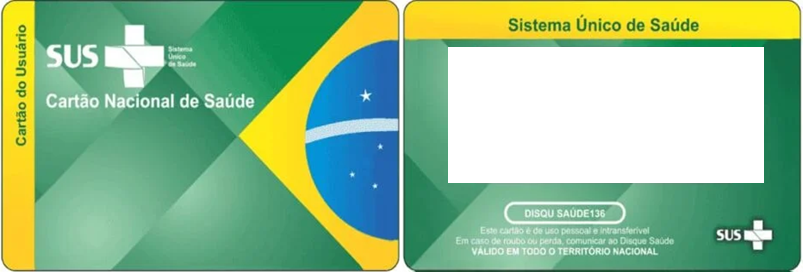 Cartão do Usuário
SUS
Sistema
Único
de Saúde
Cartão Nacional de Saúde
Sistema Único de Saúde
DISQU SAÚDE136
Este cartão é de uso pessoal e intransferível
Em caso de roubo ou perda, comunicar ao Disque Saúde
VÁLIDO EM TODO O TERRITÓRIO NACIONAL
SUS